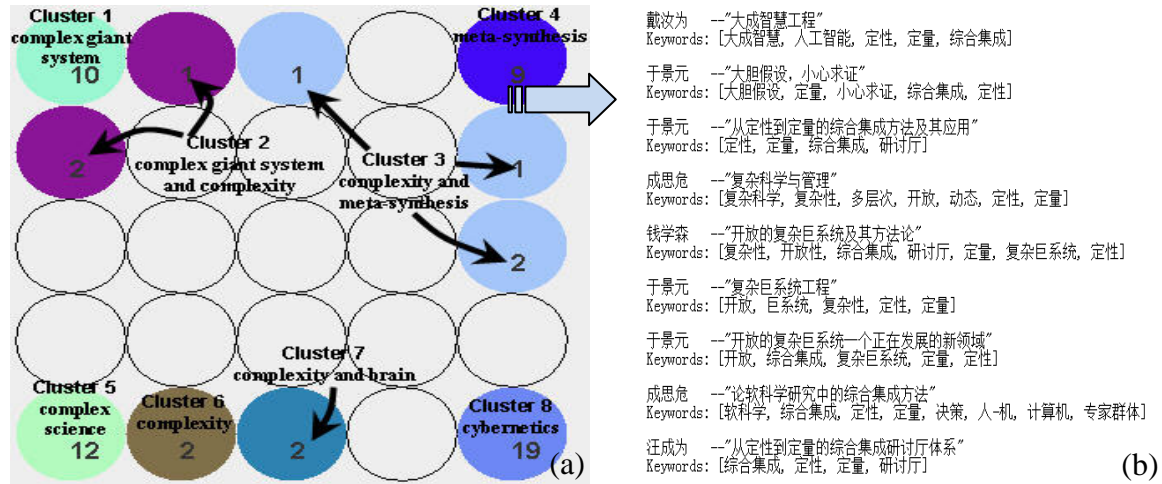 Cluster 1
complex giant
system
10
1
1
Cluster 4
meta-synthesis
9
2
Cluster 2
complex giant system
and complexity
Cluster 3
complexity and
meta-synthesis
1
2
Cluster 7
complexity and brain
Cluster 5
complex
science
12
Cluster 6
complexity
2
2
Cluster 8
cybernetics
19
(a)
戴汝为 --"大成智慧工程"
Keywords: [大成智慧, 人工智能, 定性, 定量, 综合集成]
于景元 --"大胆假设，小心求证"
Keywords: [大胆假设, 定量, 小心求证, 综合集成, 定性]
于景元 --"从定性到定量的综合集成方法及其应用"
Keywords: [定性, 定量, 综合集成, 研讨厅]
成思危 --"复杂科学与管理"
Keywords: [复杂科学, 复杂性, 多层次, 开放, 动态, 定性, 定量]
钱学森 --"开放的复杂巨系统及其方法论"
Keywords: [复杂性, 开放性, 综合集成, 研讨厅, 定量, 复杂巨系统, 定性]
于景元 --"复杂巨系统工程"
Keywords: [开放, 巨系统, 复杂性, 定性, 定量]
于景元 --"开放的复杂巨系统一个正在发展的新领域"
Keywords: [开放, 综合集成, 复杂巨系统, 定量, 定性]
成思危 --"论软科学研究中的综合集成方法"
Keywords: [软科学, 综合集成, 定性, 定量, 决策, 人-机, 计算机, 专家群体]
汪成为 --"从定性到定量的综合集成研讨厅体系"
Keywords: [综合集成, 定性, 定量, 研讨厅]
(b)